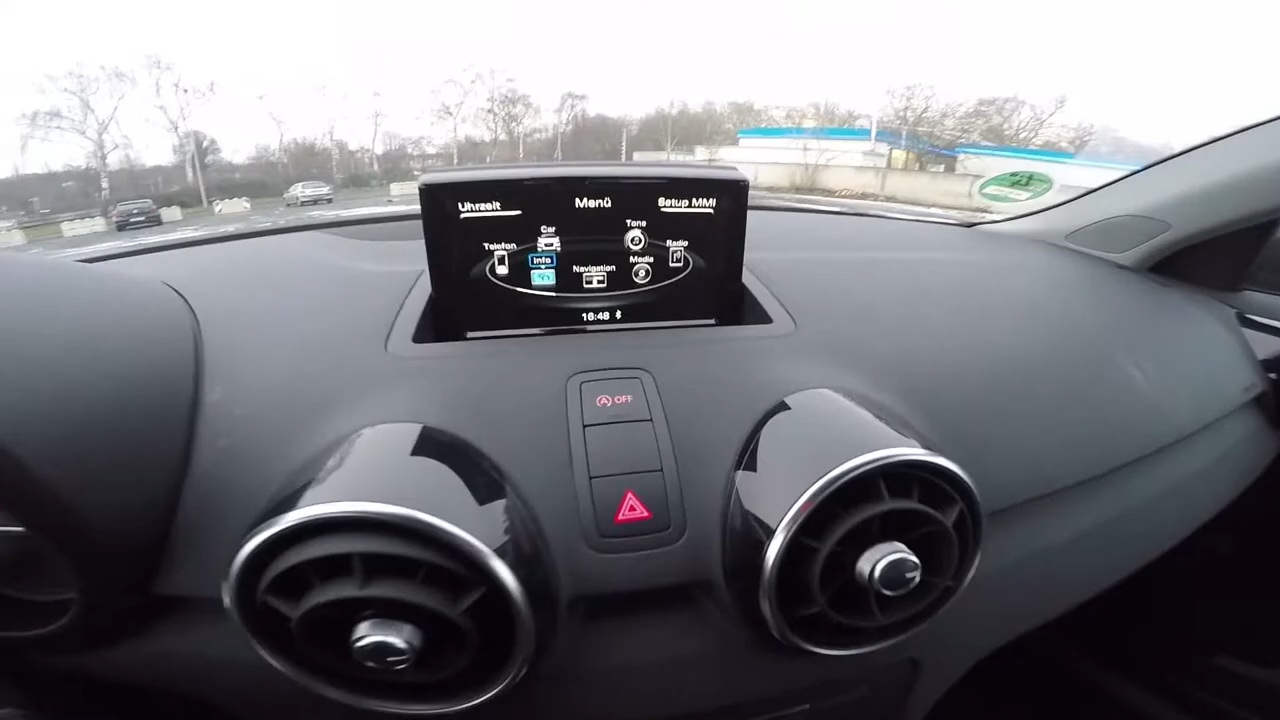 Uhrzeit
Menü
Setup MMI
Car
Tone
Telefon
Radio
Info
Media
Navigation
16:48
A OFF